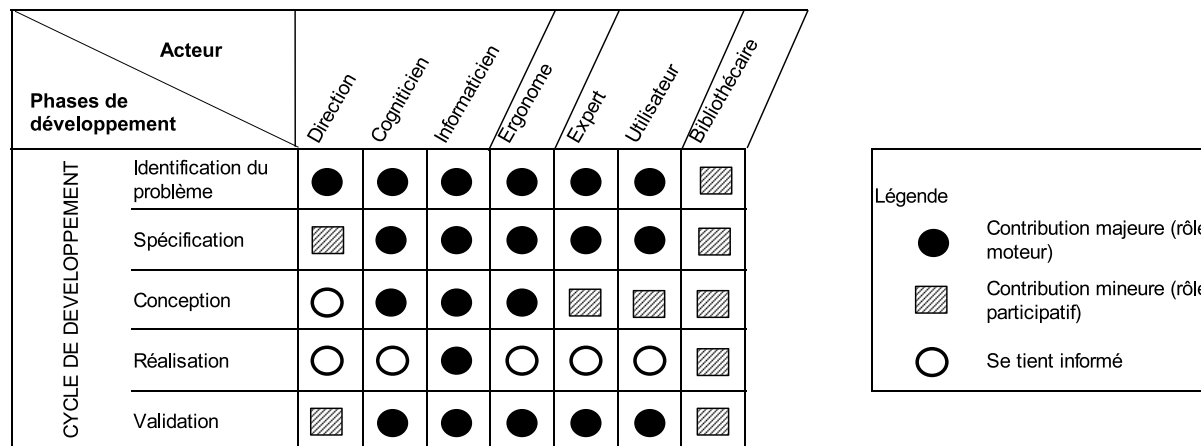 Acteur
Phases de
développement
Direction
Cogniticien
Informaticien
Ergonome
Expert
Utilisateur
Bibliothécaire
CYCLE DE DEVELOPPEMENT
Identification du
problème
Spécification
Conception
Réalisation
Validation
Légende
Contribution majeure (rôle
moteur)
Contribution mineure (rôle
participatif)
Se tient informé